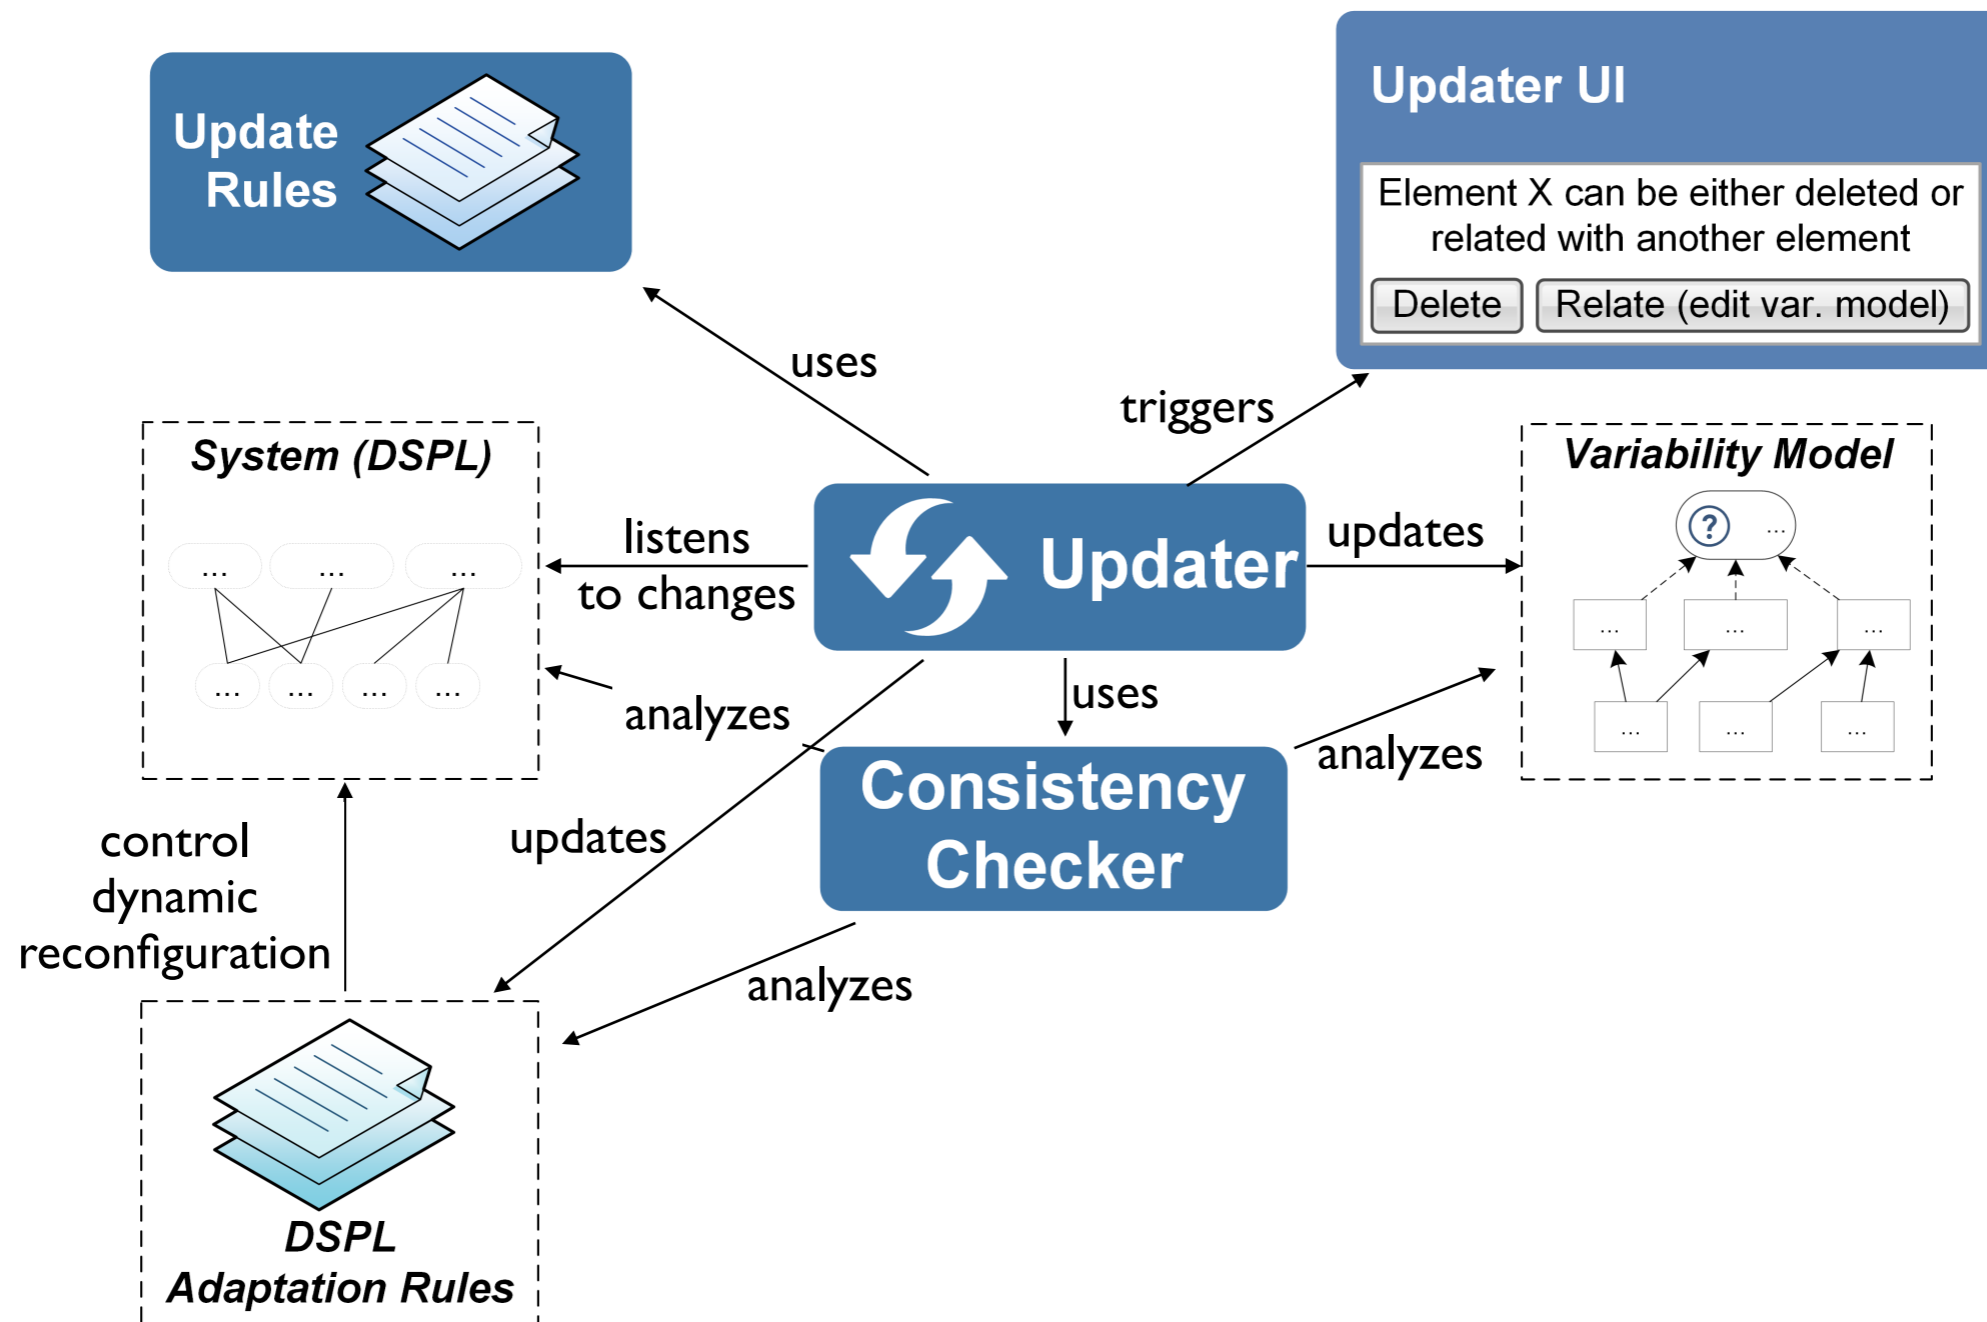 Update
Rules
Updater UI
Element X can be either deleted or
related with another element
Delete
Relate (edit var. model)
uses
triggers
System (DSPL)
... ... ...
... ... ... ...
listens
to changes
Updater
updates
Variability Model
? ...
... ... ...
... ... ...
analyzes
uses
analyzes
Consistency
Checker
updates
control
dynamic
reconfiguration
analyzes
DSPL
Adaptation Rules